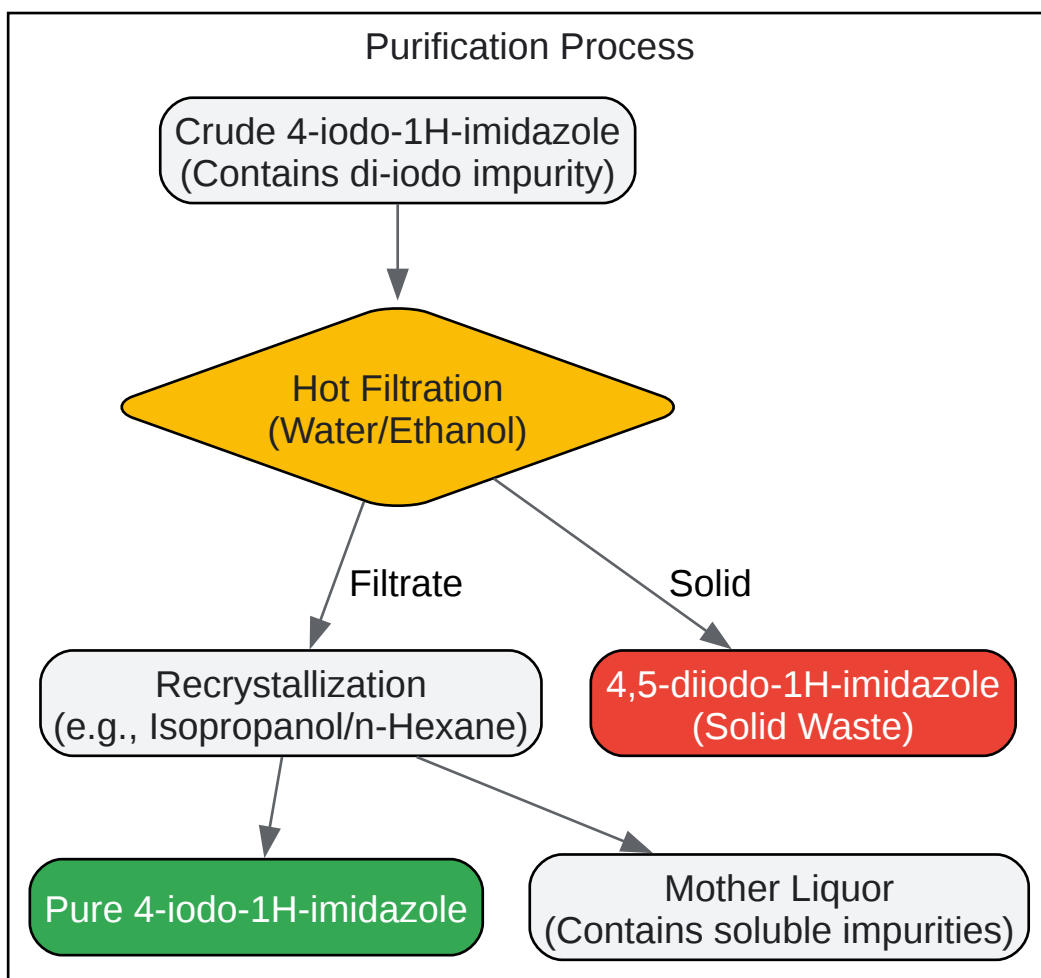 Purification Process
Crude 4-iodo-1H-imidazole
(Contains di-iodo impurity)
Hot Filtration
(Water/Ethanol)
Filtrate
Solid
Recrystallization
(e.g., Isopropanol/n-Hexane)
4,5-diiodo-1H-imidazole
(Solid Waste)
Pure 4-iodo-1H-imidazole
Mother Liquor
(Contains soluble impurities)